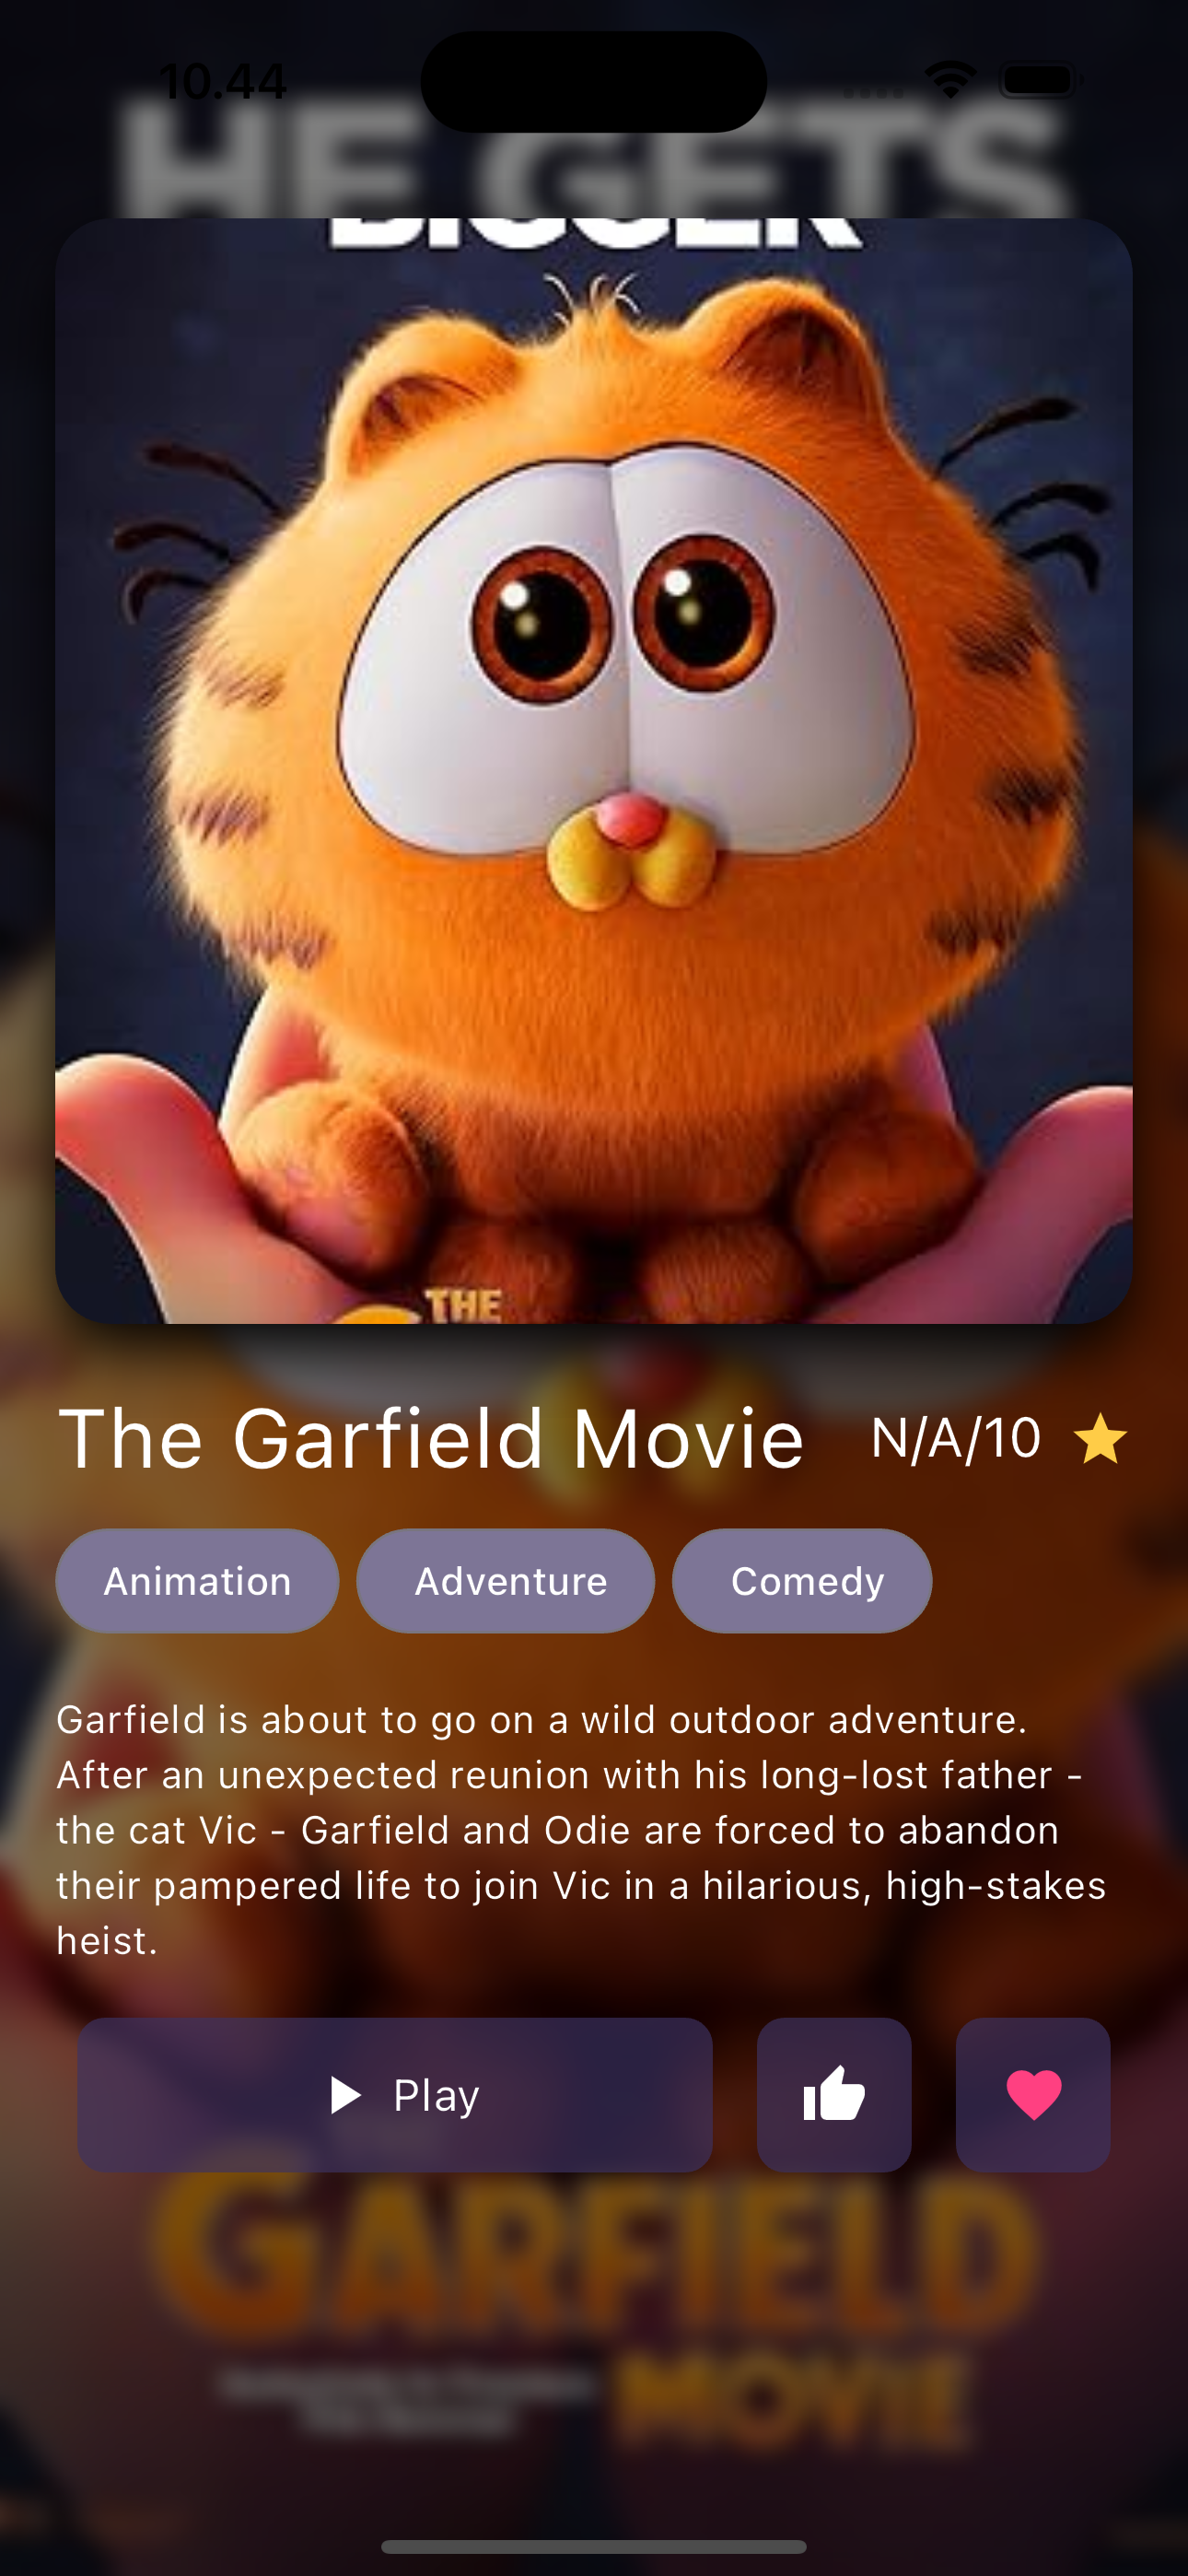 10.44
HE GETS
BIGGER
THE
The Garfield Movie N/A/10
Animation Adventure Comedy
Garfield is about to go on a wild outdoor adventure.
After an unexpected reunion with his long-lost father -
the cat Vic - Garfield and Odie are forced to abandon
their pampered life to join Vic in a hilarious, high-stakes
heist.
Play
GARFIELD
MOVIE